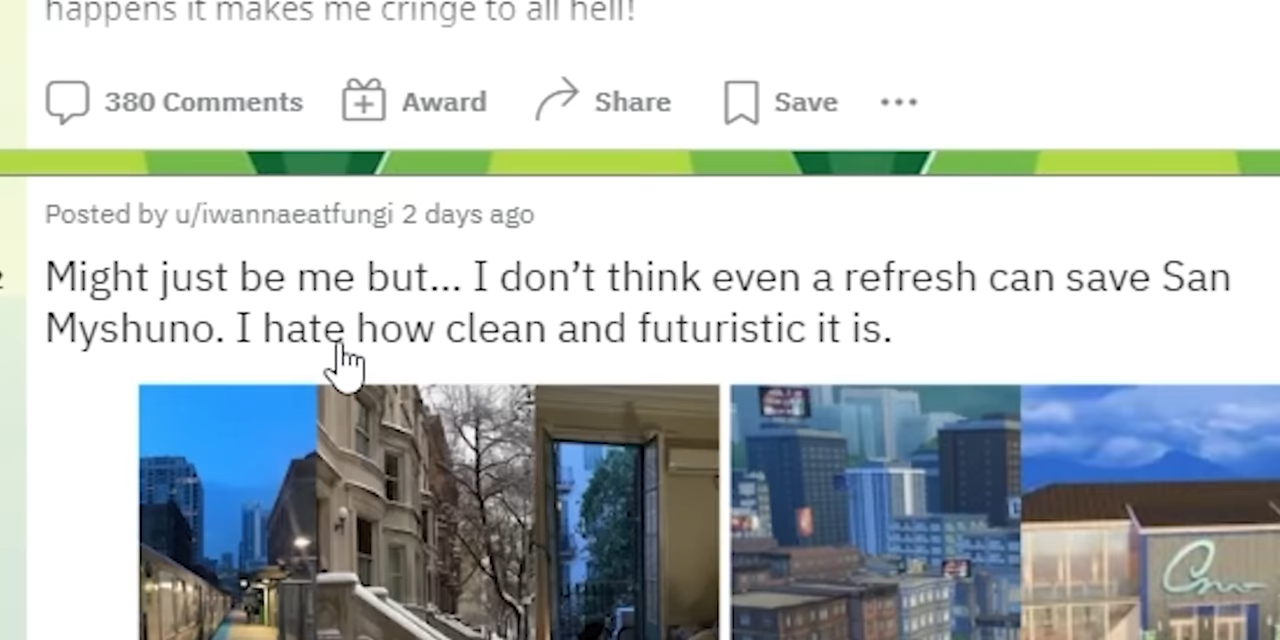 happens it makes me cringe to all hell!
380 Comments Award Share Save
Posted by u/iwannaeatfungi 2 days ago
Might just be me but... I don’t think even a refresh can save San
Myshuno. I hate how clean and futuristic it is.